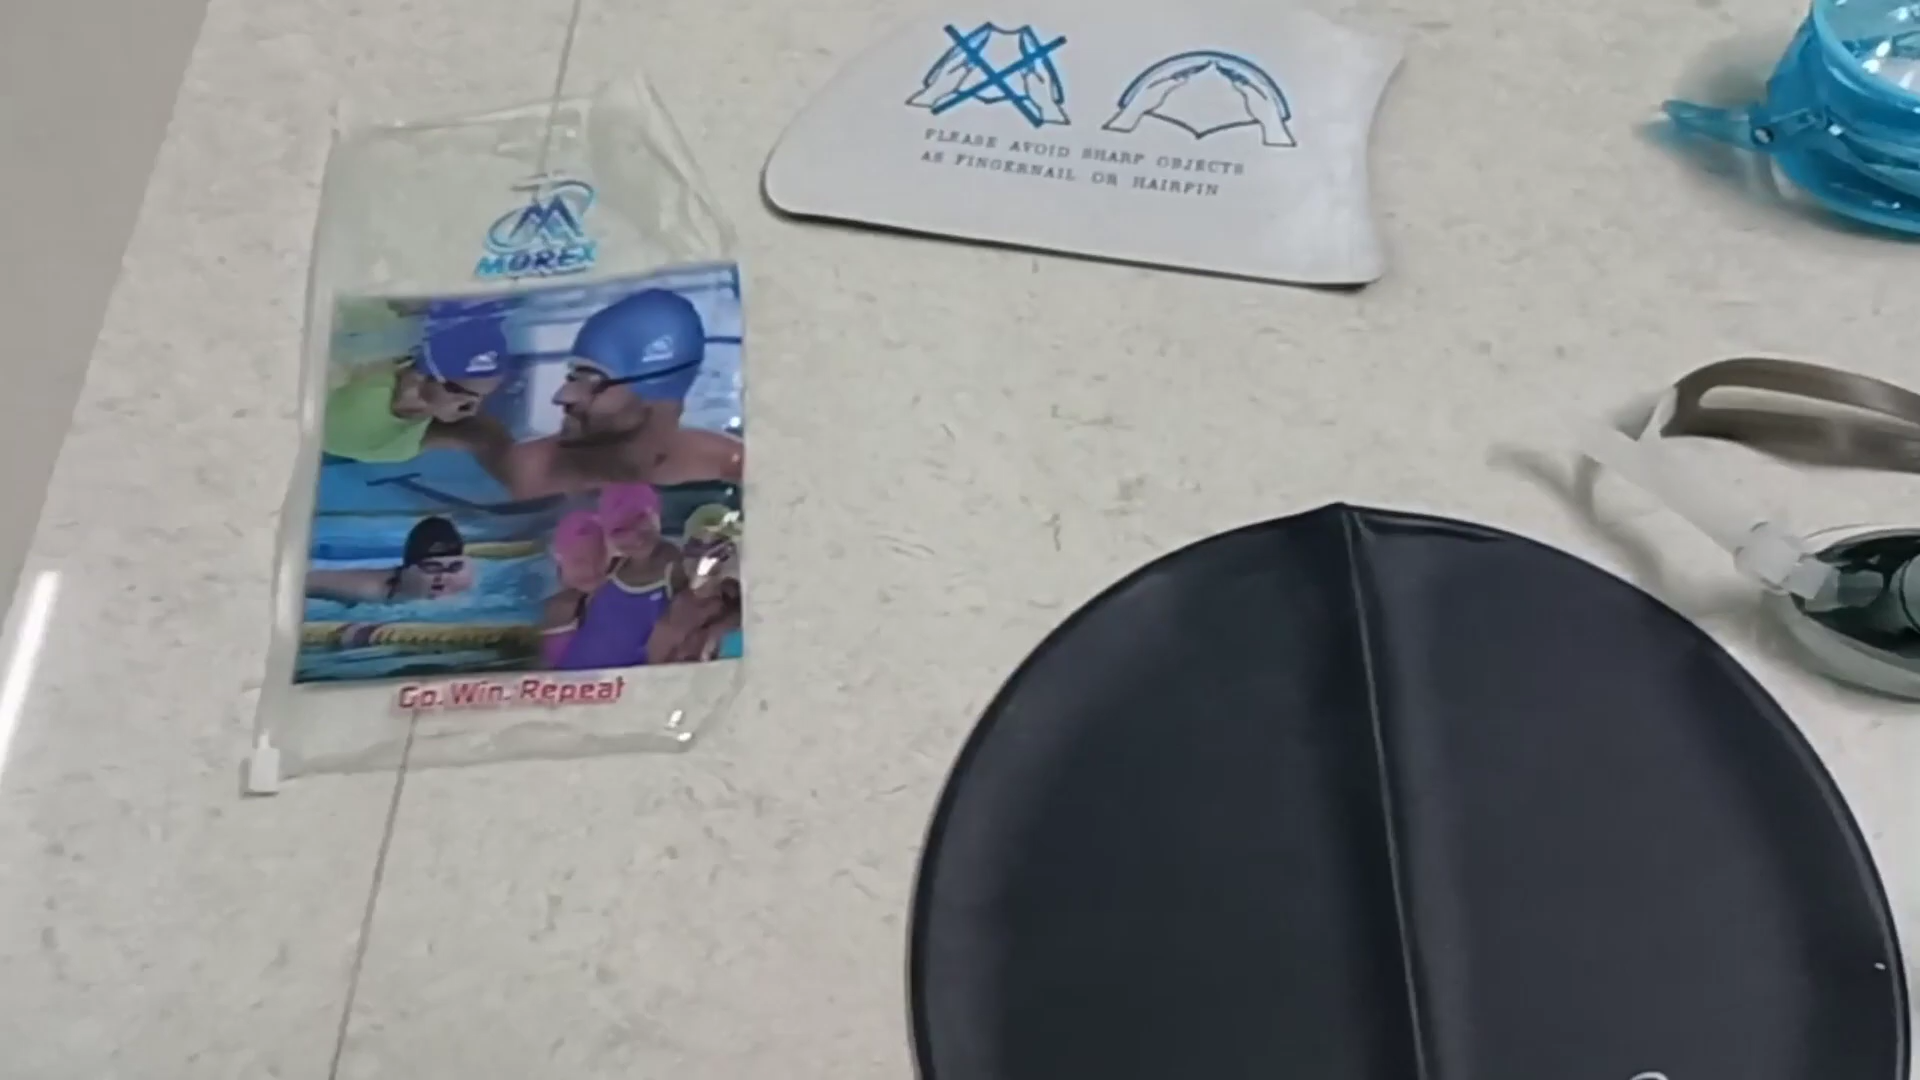 MOREX
Go. Win. Repeat
PLEASE AVOID SHARP OBJECTS
AS FINGERNAIL OR HAIRPIN